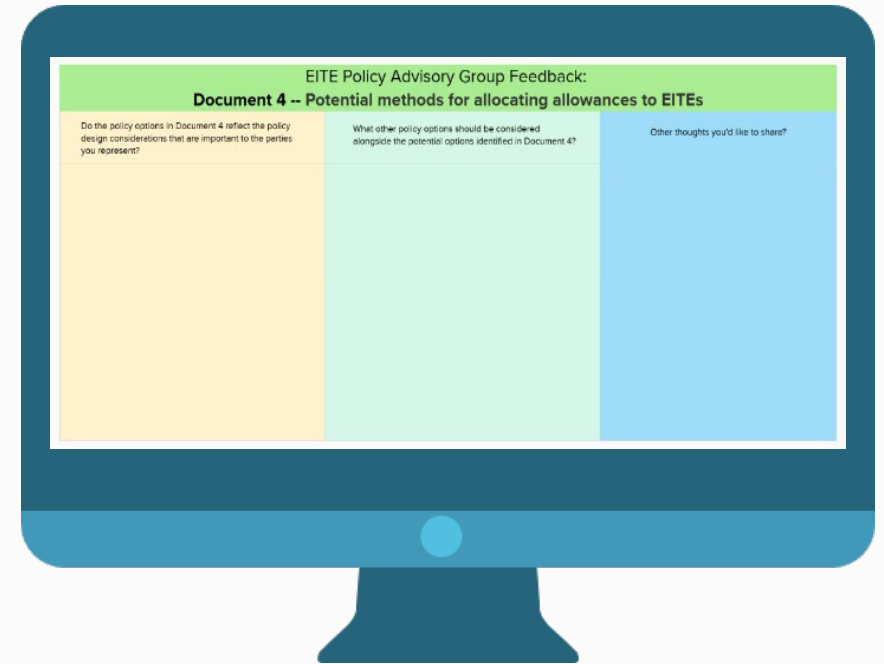 EITE Policy Advisory Group Feedback:
Document 4 -- Potential methods for allocating allowances to EITEs
Do the policy options in Document 4 reflect the policy
design considerations that are important to the parties
you represent?
What other policy options should be considered
alongside the potential options identified in Document 4?
Other thoughts you'd like to share?